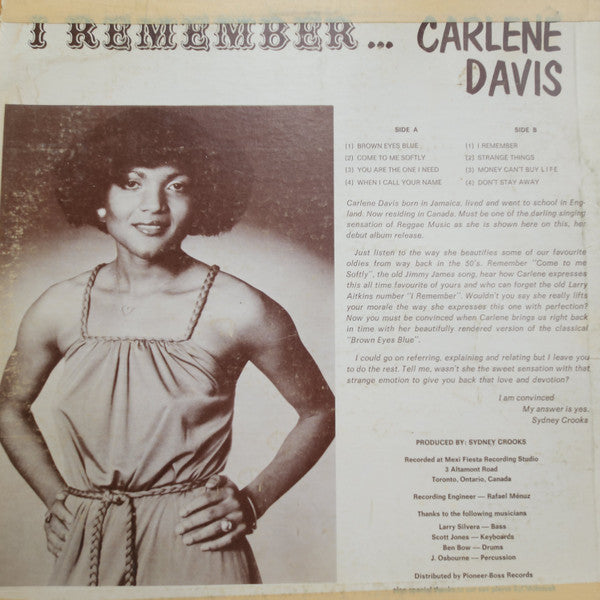 I REMEMBER... CARLENE
DAVIS
SIDE A
(1) BROWN EYES BLUE
(2) COME TO ME SOFTLY
(3) YOU ARE THE ONE I NEED
(4) WHEN I CALL YOUR NAME
SIDE B
(1) I REMEMBER
(2) STRANGE THINGS
(3) MONEY CAN'T BUY LIFE
(4) DON'T STAY AWAY
Carlene Davis born in Jamaica, lived and went to school in Eng-
land. Now residing in Canada. Must be one of the darling singing
sensation of Reggae Music as she is shown here on this, her
debut album release.
Just listen to the way she beautifies some of our favourite
oldies from way back in the 50's. Remember "Come to me
Softly", the old Jimmy James song, hear how Carlene expresses
this all time favourite of yours and who can forget the old Larry
Aitkins number "I Remember". Wouldn't you say she really lifts
your morale the way she expresses this one with perfection?
Now you must be convinced when Carlene brings us right back
in time with her beautifully rendered version of the classical
"Brown Eyes Blue".
I could go on referring, explaining and relating but I leave you
to do the rest. Tell me, wasn't she the sweet sensation with that
strange emotion to give you back that love and devotion?
I am convinced
My answer is yes.
Sydney Crooks
PRODUCED BY: SYDNEY CROOKS
Recorded at Mexi Fiesta Recording Studio
3 Altamont Road
Toronto, Ontario, Canada
Recording Engineer — Rafael Ménuz
Thanks to the following musicians
Larry Silvera — Bass
Scott Jones — Keyboards
Ben Bow — Drums
J. Osbourne — Percussion
Distributed by Pioneer-Boss Records
also special thanks to